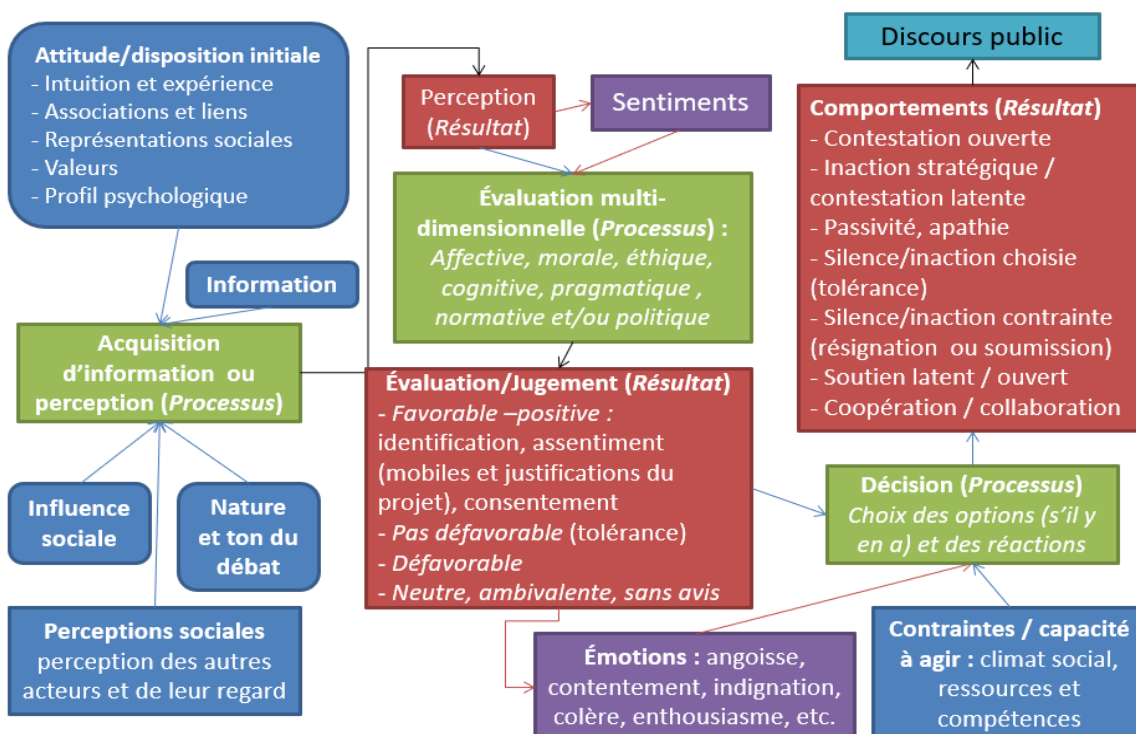 Attitude/disposition initiale
- Intuition et expérience
- Associations et liens
- Représentations sociales
- Valeurs
- Profil psychologique
Information
Acquisition
d’information ou
perception (Processus)
Influence
sociale
Nature
et ton du
débat
Perceptions sociales
perception des autres
acteurs et de leur regard
Perception
(Résultat)
Sentiments
Évaluation multi-
dimensionnelle (Processus) :
Affective, morale, éthique,
cognitive, pragmatique ,
normative et/ou politique
Évaluation/Jugement (Résultat)
- Favorable –positive :
identification, assentiment
(mobiles et justifications du
projet), consentement
- Pas défavorable (tolérance)
- Défavorable
- Neutre, ambivalente, sans avis
Émotions : angoisse,
contentement, indignation,
colère, enthousiasme, etc.
Discours public
Comportements (Résultat)
- Contestation ouverte
- Inaction stratégique /
contestation latente
- Passivité, apathie
- Silence/inaction choisie
(tolérance)
- Silence/inaction contrainte
(résignation ou soumission)
- Soutien latent / ouvert
- Coopération / collaboration
Décision (Processus)
Choix des options (s’il y
en a) et des réactions
Contraintes / capacité
à agir : climat social,
ressources et
compétences